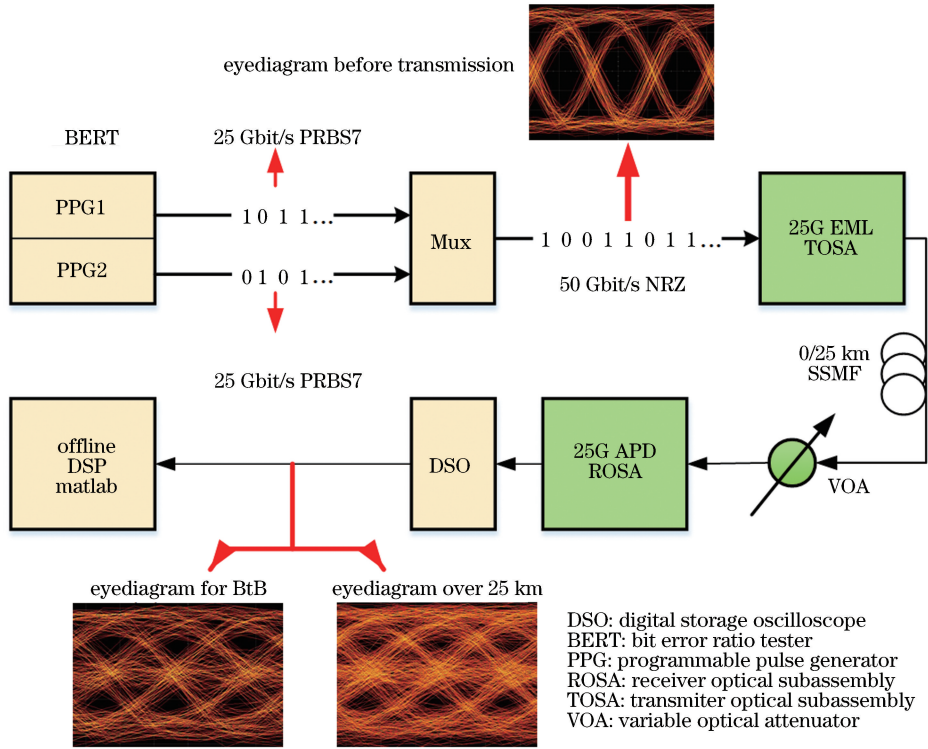 eyediagram before transmission
BERT
25 Gbit/s PRBS7
PPG1
1 0 1 1...
PPG2
0 1 0 1...
Mux
1 0 0 1 1 0 1 1...
50 Gbit/s NRZ
25G EML
TOSA
0/25 km
SSMF
25 Gbit/s PRBS7
offline
DSP
matlab
DSO
25G APD
ROSA
VOA
eyediagram for BtB
eyediagram over 25 km
DSO: digital storage oscilloscope
BERT: bit error ratio tester
PPG: programmable pulse generator
ROSA: receiver optical subassembly
TOSA: transmiter optical subassembly
VOA: variable optical attenuator